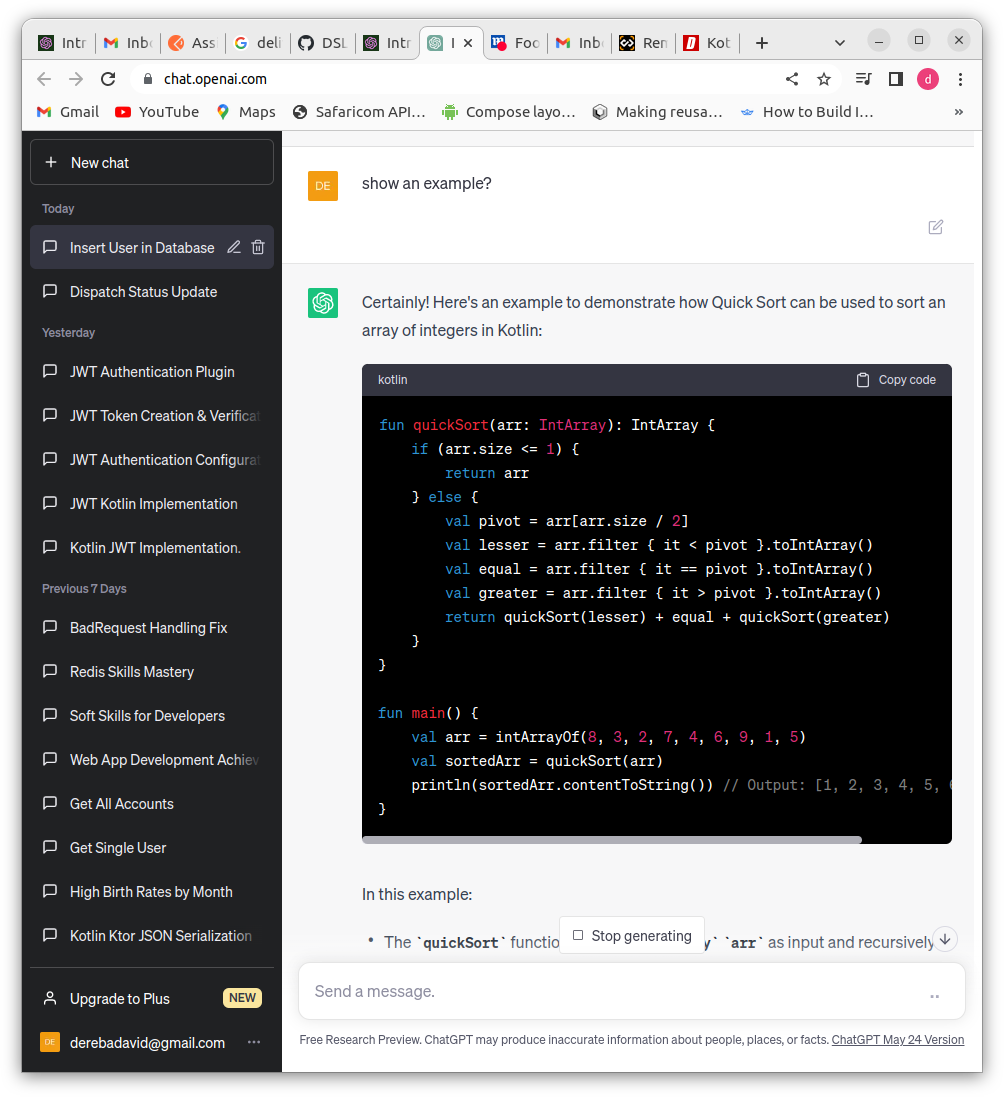 Intr
Inbo
Ass
deli
DSL
Intr
I
Foo
Inb
Ren
Kot
chat.openai.com
d
Gmail
YouTube
Maps
Safaricom API...
Compose layo...
Making reusa...
How to Build I...
»
+ New chat
Today
Insert User in Database
Dispatch Status Update
Yesterday
JWT Authentication Plugin
JWT Token Creation & Verificat
JWT Authentication Configurat
JWT Kotlin Implementation
Kotlin JWT Implementation.
Previous 7 Days
BadRequest Handling Fix
Redis Skills Mastery
Soft Skills for Developers
Web App Development Achiev
Get All Accounts
Get Single User
High Birth Rates by Month
Kotlin Ktor JSON Serialization
Upgrade to Plus NEW
DE derebadavid@gmail.com ...
DE show an example?
Certainly! Here's an example to demonstrate how Quick Sort can be used to sort an
array of integers in Kotlin:
kotlin Copy code
fun quickSort(arr: IntArray): IntArray {
    if (arr.size <= 1) {
        return arr
    } else {
        val pivot = arr[arr.size / 2]
        val lesser = arr.filter { it < pivot }.toIntArray()
        val equal = arr.filter { it == pivot }.toIntArray()
        val greater = arr.filter { it > pivot }.toIntArray()
        return quickSort(lesser) + equal + quickSort(greater)
    }
}
fun main() {
    val arr = intArrayOf(8, 3, 2, 7, 4, 6, 9, 1, 5)
    val sortedArr = quickSort(arr)
    println(sortedArr.contentToString()) // Output: [1, 2, 3, 4, 5, 6
}
In this example:
• The `quickSort` functio
Stop generating
y` `arr` as input and recursively
Send a message.
Free Research Preview. ChatGPT may produce inaccurate information about people, places, or facts. ChatGPT May 24 Version